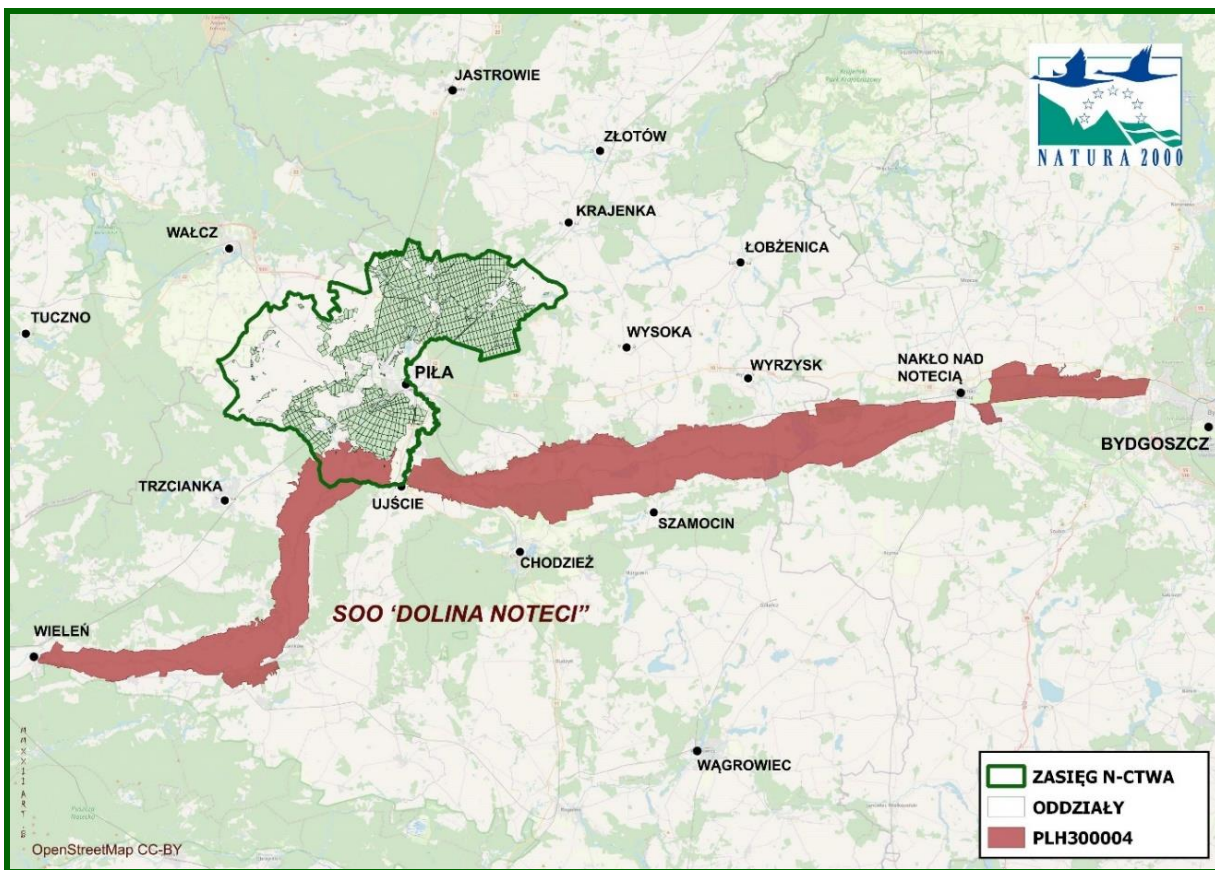 JASTROWIE
ZŁOTÓW
NATURA 2000
KRAJENKA
WAŁCZ
ŁOBŻENICA
TUCZNO
WYSOKA
PIŁA
WYRZYSK
NAKŁO NAD
NOTECIĄ
BYDGOSZCZ
TRZCIANKA
UJŚCIE
SZAMOCIN
CHODZIEŻ
SOO 'DOLINA NOTECI"
WIELEŃ
WĄGROWIEC
ZASIĘG N-CTWA
ODDZIAŁY
PLH300004
OpenStreetMap CC-BY